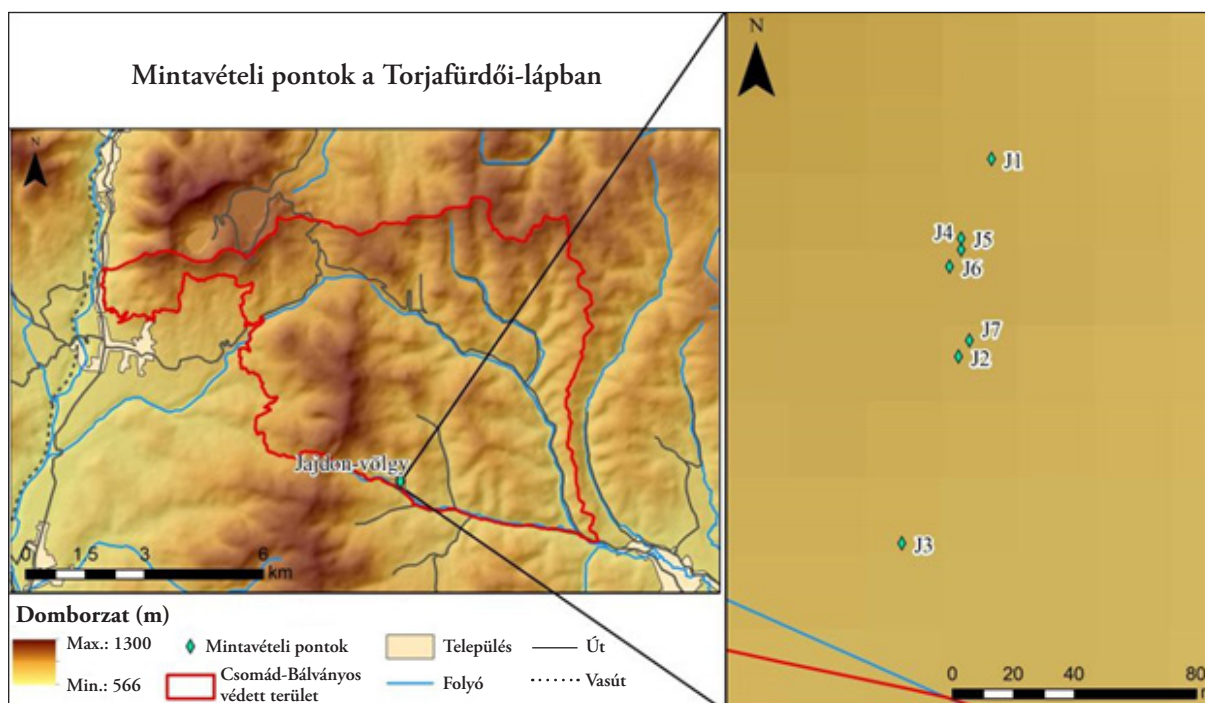 Mintavételi pontok a Torjafürdői-lápban
N
Jajdon-völgy
0 1,5 3 6
km
Domborzat (m)
Max.: 1300
Min.: 566
Mintavételi pontok
Csomád-Bálványos
védett terület
Település
Folyó
Út
Vasút
N
J1
J4
J5
J6
J7
J2
J3
0 20 40 80